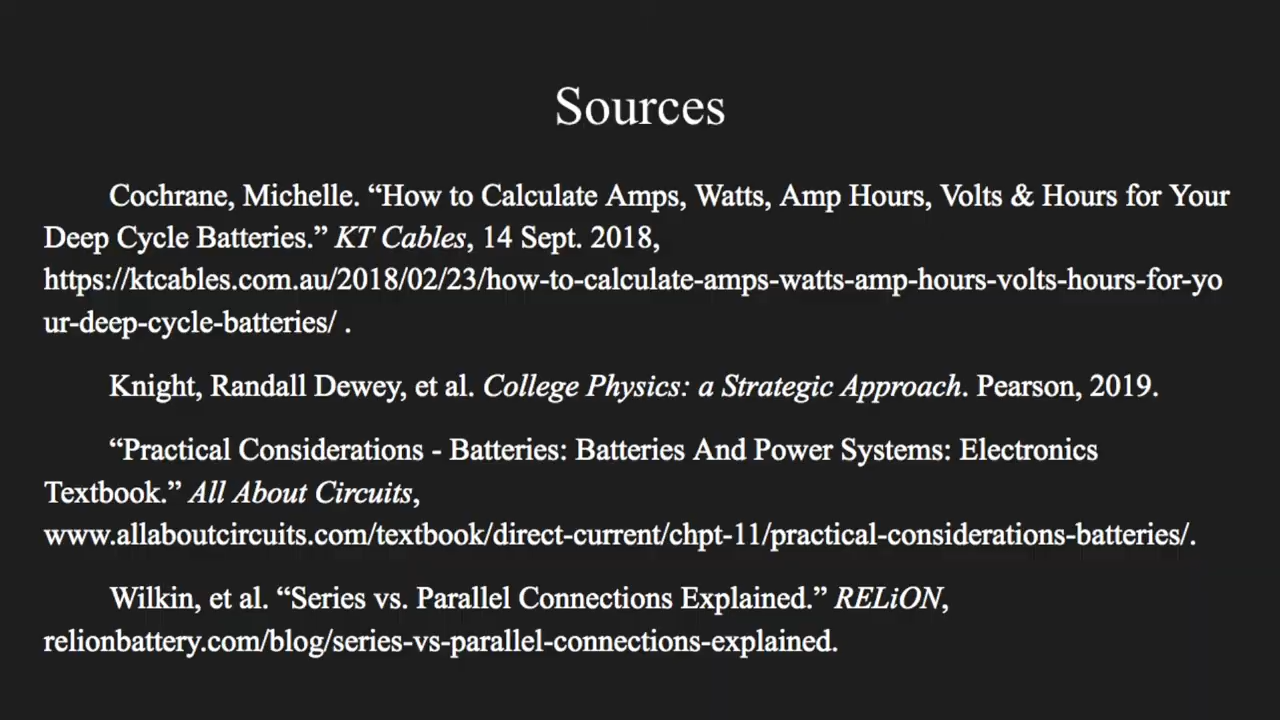 Sources
Cochrane, Michelle. “How to Calculate Amps, Watts, Amp Hours, Volts & Hours for Your
Deep Cycle Batteries.” KT Cables, 14 Sept. 2018,
https://ktcables.com.au/2018/02/23/how-to-calculate-amps-watts-amp-hours-volts-hours-for-yo
ur-deep-cycle-batteries/ .
Knight, Randall Dewey, et al. College Physics: a Strategic Approach. Pearson, 2019.
“Practical Considerations - Batteries: Batteries And Power Systems: Electronics
Textbook.” All About Circuits,
www.allaboutcircuits.com/textbook/direct-current/chpt-11/practical-considerations-batteries/.
Wilkin, et al. “Series vs. Parallel Connections Explained.” RELiON,
relionbattery.com/blog/series-vs-parallel-connections-explained.